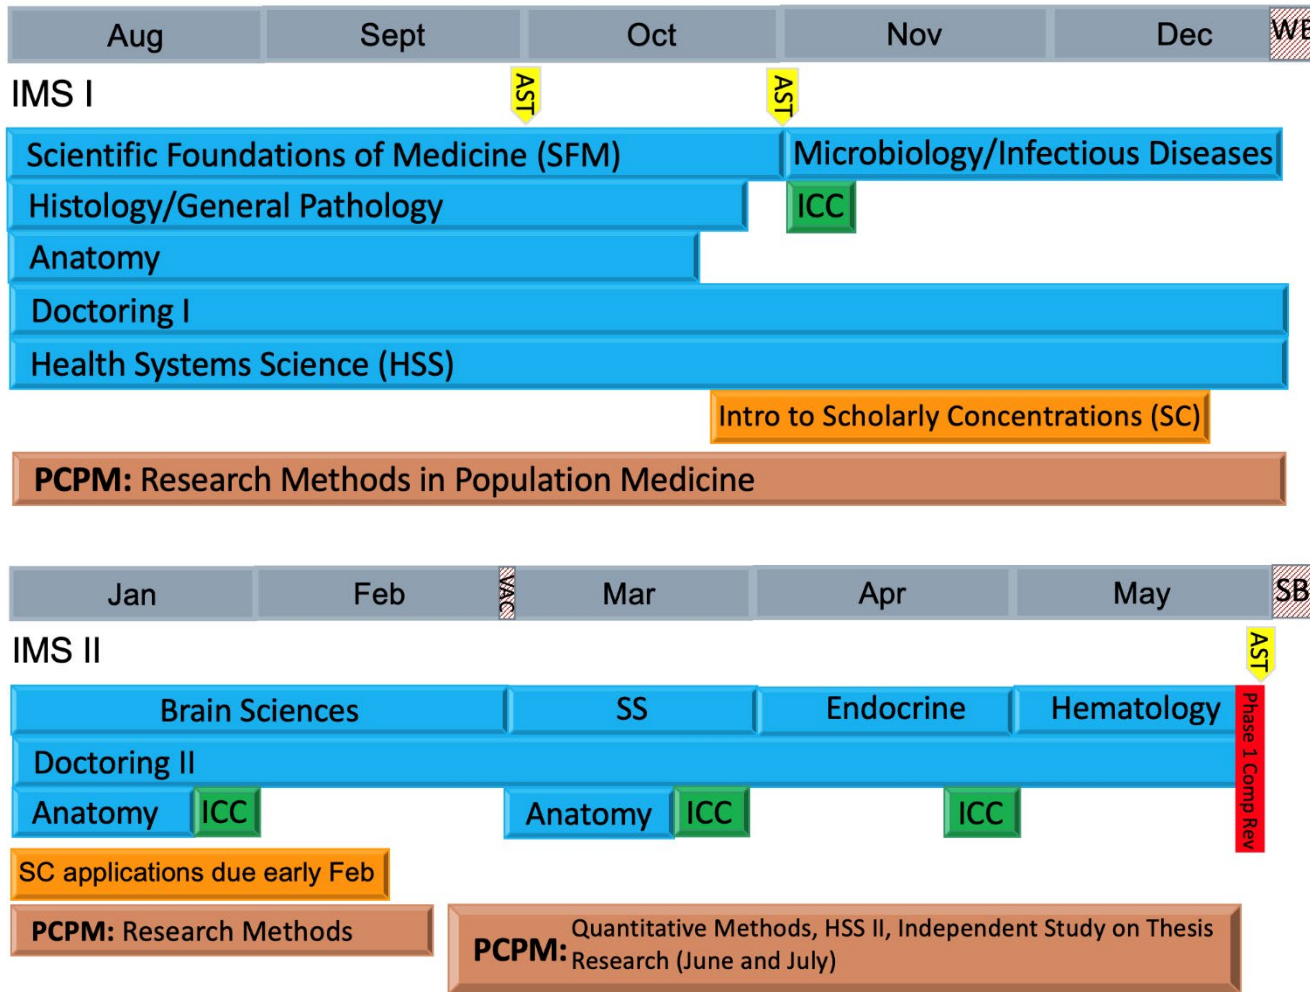 Aug Sept Oct Nov Dec WB
IMS I
AST AST
Scientific Foundations of Medicine (SFM) Microbiology/Infectious Diseases
Histology/General Pathology ICC
Anatomy
Doctoring I
Health Systems Science (HSS)
Intro to Scholarly Concentrations (SC)
PCPM: Research Methods in Population Medicine
Jan Feb VAC Mar Apr May SB
IMS II
AST
Brain Sciences SS Endocrine Hematology
Phase 1 Comp Rev
Doctoring II
Anatomy ICC Anatomy ICC ICC
SC applications due early Feb
PCPM: Research Methods
PCPM: Quantitative Methods, HSS II, Independent Study on Thesis
Research (June and July)